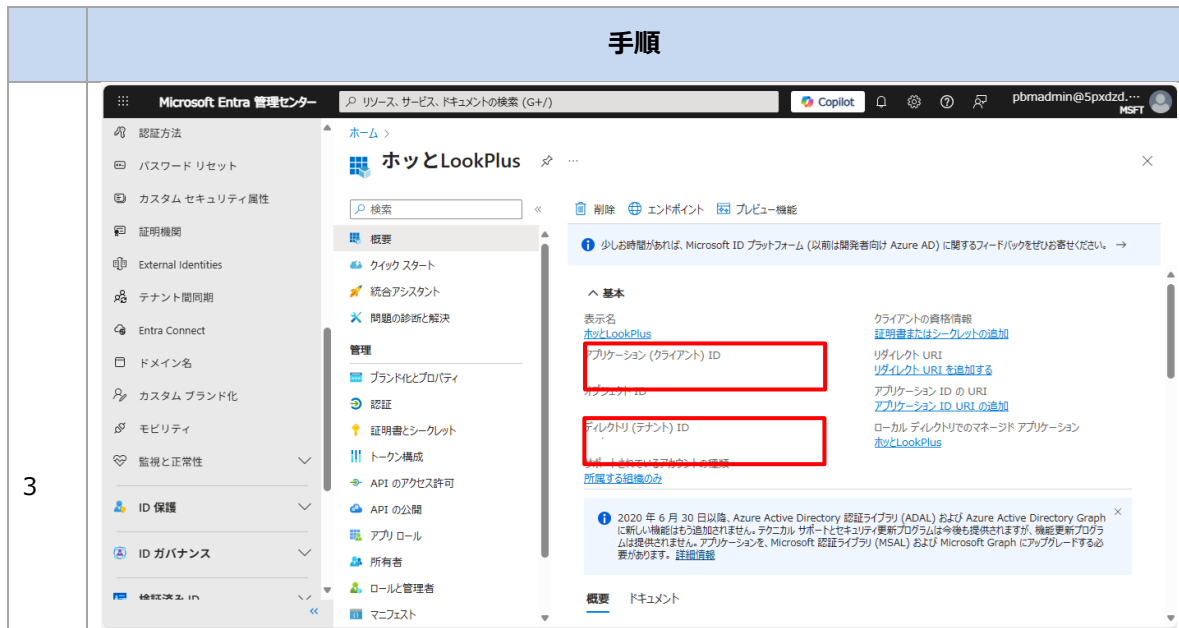 手順
3
Microsoft Entra 管理センター
リソース、サービス、ドキュメントの検索 (G+/)
Copilot
pbmadmin@5pxdzd.…
MSFT
認証方法
パスワード リセット
カスタム セキュリティ属性
証明機関
External Identities
テナント間同期
Entra Connect
ドメイン名
カスタム ブランド化
モビリティ
監視と正常性
ID 保護
ID ガバナンス
検証済み ID
«
ホーム >
ホッとLookPlus
…
検索
«
概要
クイック スタート
統合アシスタント
問題の診断と解決
管理
ブランド化とプロパティ
認証
証明書とシークレット
トークン構成
API のアクセス許可
API の公開
アプリ ロール
所有者
ロールと管理者
マニフェスト
削除
エンドポイント
プレビュー機能
少しお時間があれば、Microsoft ID プラットフォーム (以前は開発者向け Azure AD) に関するフィードバックをぜひお寄せください。 →
基本
表示名
ホッとLookPlus
アプリケーション (クライアント) ID
オブジェクト ID
ディレクトリ (テナント) ID
サポートされているアカウントの種類
所属する組織のみ
クライアントの資格情報
証明書またはシークレットの追加
リダイレクト URI
リダイレクト URI を追加する
アプリケーション ID の URI
アプリケーション ID URI の追加
ローカル ディレクトリでのマネージド アプリケーション
ホッとLookPlus
2020 年 6 月 30 日以降、Azure Active Directory 認証ライブラリ (ADAL) および Azure Active Directory Graph
に新しい機能はもう追加されません。テクニカル サポートとセキュリティ更新プログラムは今後も提供されますが、機能更新プログラ
ムは提供されません。アプリケーションを、Microsoft 認証ライブラリ (MSAL) および Microsoft Graph にアップグレードする必
要があります。 詳細情報
概要
ドキュメント